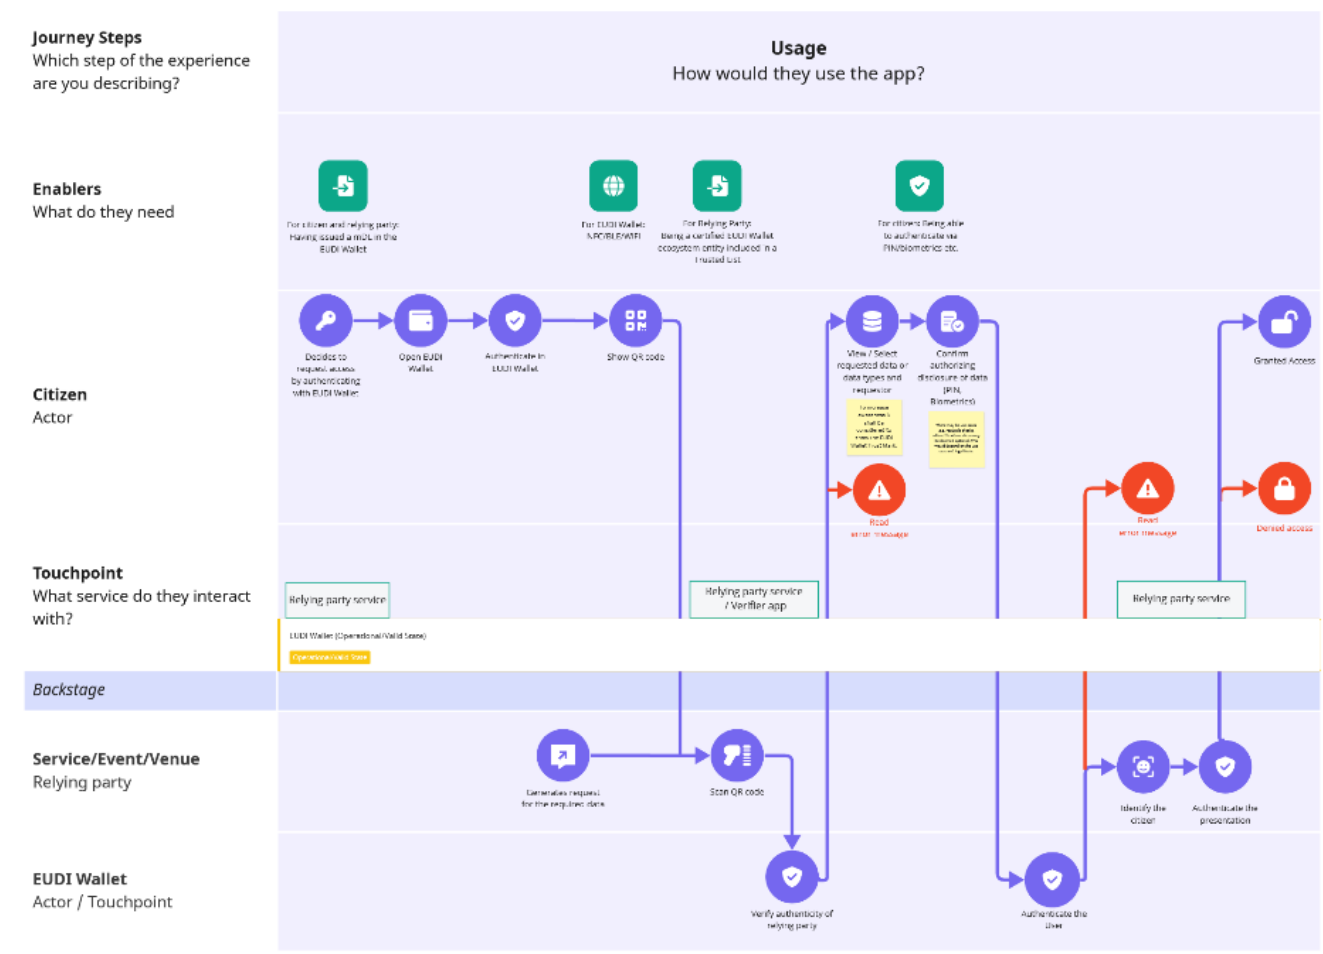 Journey Steps
Which step of the experience
are you describing?
Usage
How would they use the app?
Enablers
What do they need
For citizen and relying party:
Having issued a mDL in the
EUDI Wallet
For EUDI Wallet:
NFC/BLE/WIFI
For Relying Party:
Being a certified EUDI Wallet
ecosystem entity included in a
Trusted List
For citizen: Being able
to authenticate via
PIN/biometrics etc.
Citizen
Actor
Decides to
request access
by authenticating
with EUDI Wallet
Open EUDI
Wallet
Authenticate in
EUDI Wallet
Show QR code
View / Select
requested data or
data types and
requestor
Confirm
authorizing
disclosure of data
(PIN,
Biometrics)
Granted Access
Read
error message
Read
error message
Denied access
Touchpoint
What service do they interact
with?
Relying party service
Relying party service
/ Verifier app
Relying party service
EUDI Wallet (Operational/Valid State)
Operational/Valid State
Backstage
Service/Event/Venue
Relying party
Generates request
for the required data
Scan QR code
Identify the
citizen
Authenticate the
presentation
EUDI Wallet
Actor / Touchpoint
Verify authenticity of
relying party
Authenticate the
User